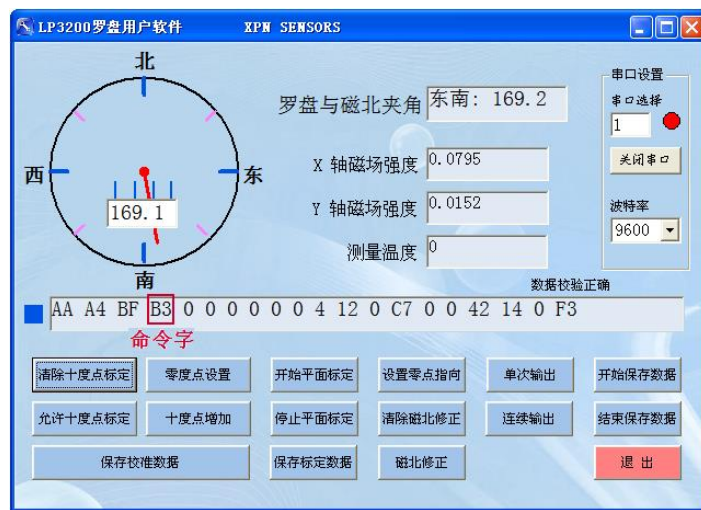 LP3200罗盘用户软件 XPN SENSORS
北
西
东
南
169.1
罗盘与磁北夹角 东南: 169.2
X 轴磁场强度 0.0795
Y 轴磁场强度 0.0152
测量温度 0
串口设置
串口选择
1
关闭串口
波特率
9600
数据校验正确
AA A4 BF B3 0 0 0 0 0 0 4 12 0 C7 0 0 42 14 0 F3
命令字
清除十度点标定 零度点设置 开始平面标定 设置零点指向 单次输出 开始保存数据
允许十度点标定 十度点增加 停止平面标定 清除磁北修正 连续输出 结束保存数据
保存校准数据 保存标定数据 磁北修正 退 出